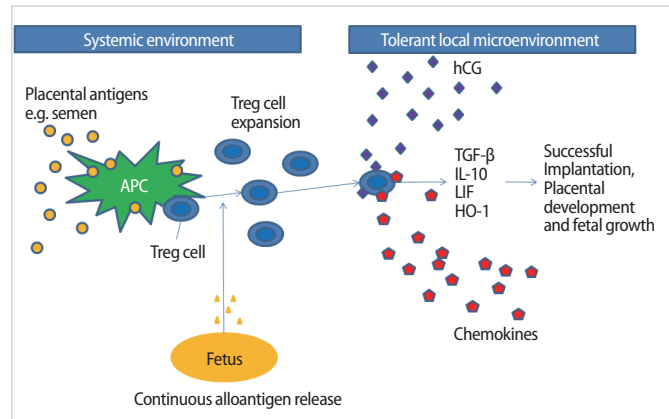 Systemic environment
Tolerant local microenvironment
Placental antigens
e.g. semen
APC
Treg cell
Treg cell
expansion
Fetus
Continuous alloantigen release
hCG
TGF-β
IL-10
LIF
HO-1
Chemokines
Successful
Implantation,
Placental
development
and fetal growth